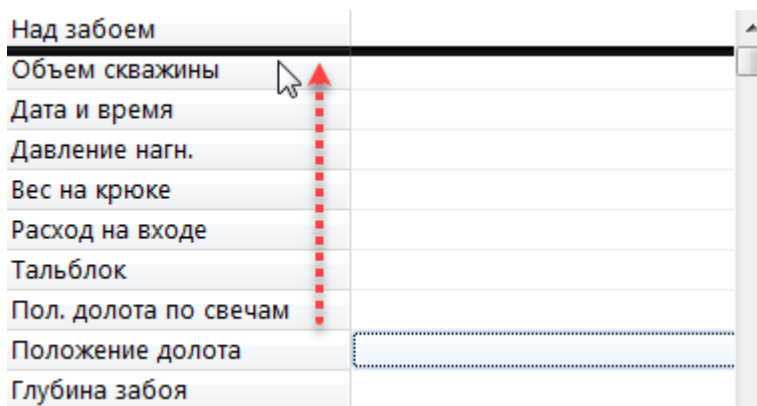 Над забоем
Объем скважины
Дата и время
Давление нагн.
Вес на крюке
Расход на входе
Тальблок
Пол. долота по свечам
Положение долота
Глубина забоя